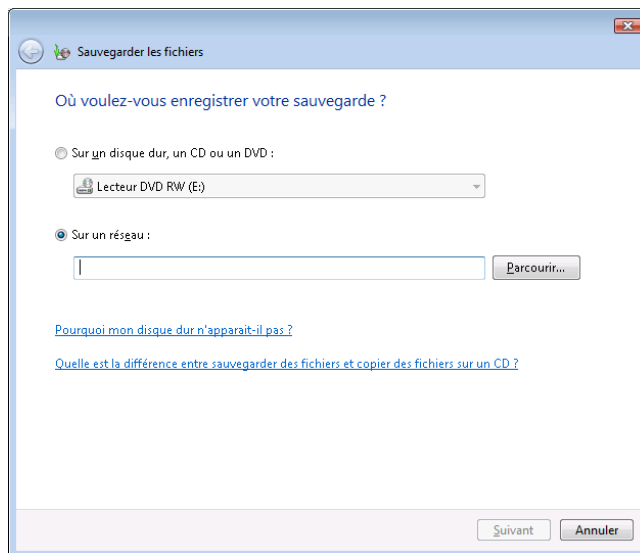 Sauvegarder les fichiers
Où voulez-vous enregistrer votre sauvegarde ?
Sur un disque dur, un CD ou un DVD :
Lecteur DVD RW (E:)
Sur un réseau :
Parcourir...
Pourquoi mon disque dur n'apparait-il pas ?
Quelle est la différence entre sauvegarder des fichiers et copier des fichiers sur un CD ?
Suivant
Annuler